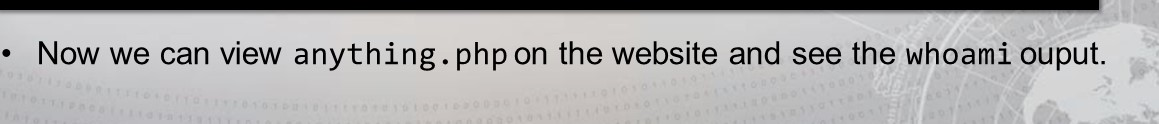 • Now we can view anything.php on the website and see the whoami ouput.